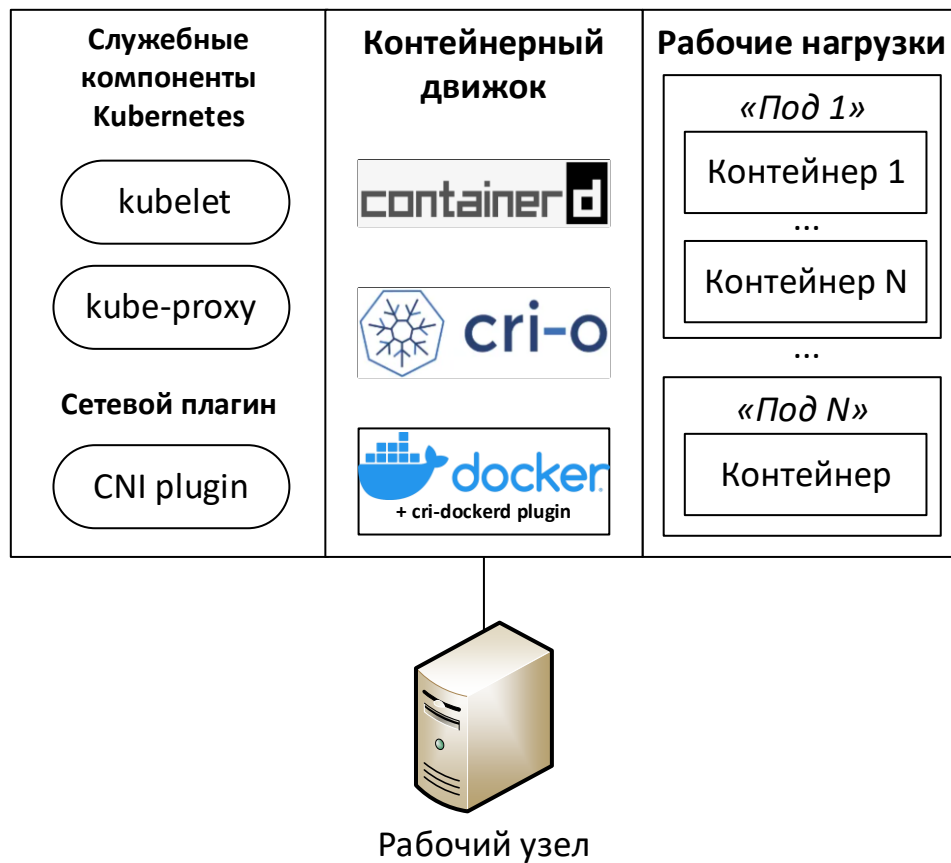 Служебные
компоненты
Kubernetes
kubelet
kube-proxy
Сетевой плагин
CNI plugin
Контейнерный
движок
containerd
cri-o
docker
+ cri-dockerd plugin
Рабочие нагрузки
«Под 1»
Контейнер 1
...
Контейнер N
...
«Под N»
Контейнер
Рабочий узел